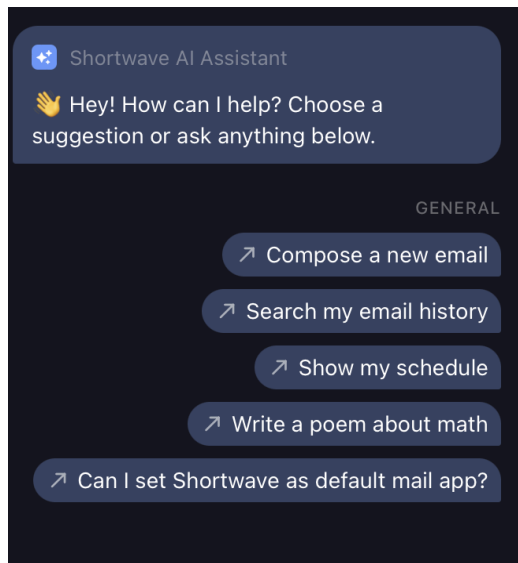 Shortwave AI Assistant
👋 Hey! How can I help? Choose a
suggestion or ask anything below.
GENERAL
Compose a new email
Search my email history
Show my schedule
Write a poem about math
Can I set Shortwave as default mail app?